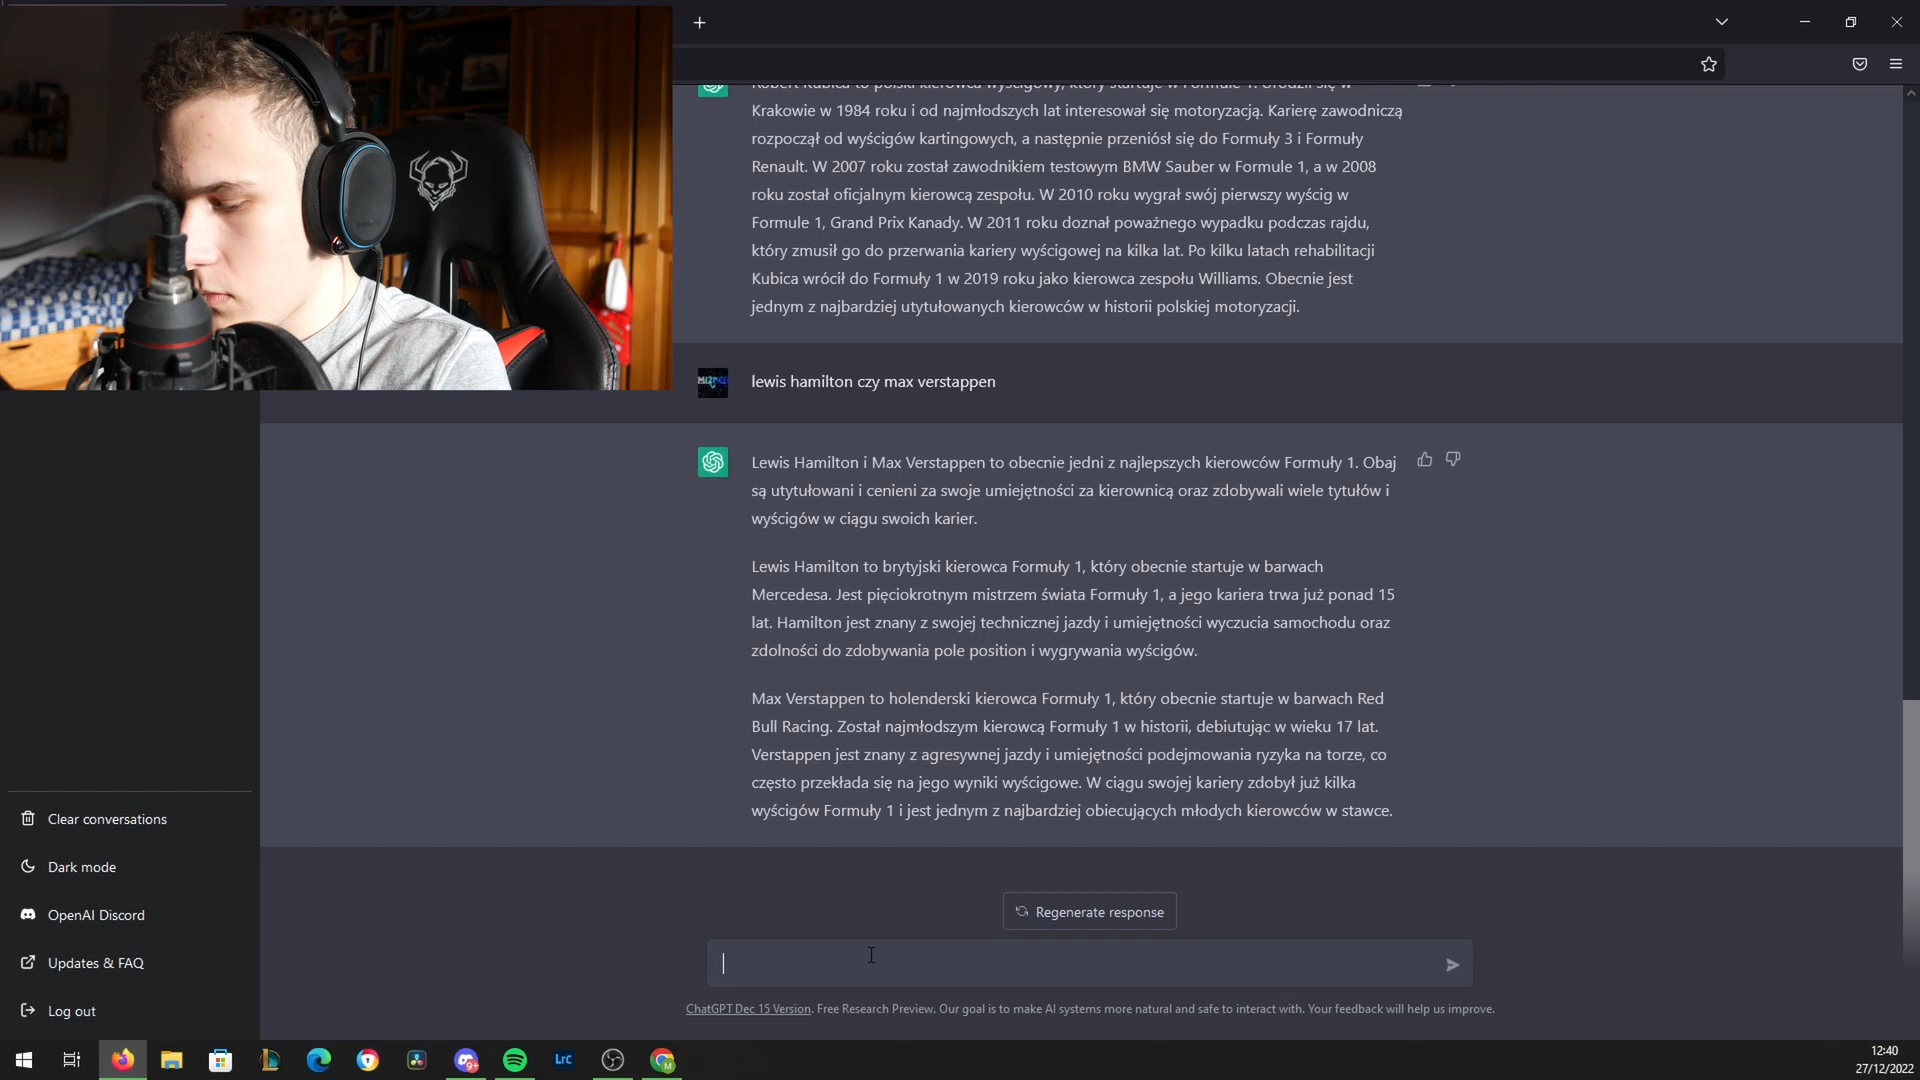 Robert Kubica to polski kierowca wyścigowy, który startuje w Formule 1. Urodził się w
Krakowie w 1984 roku i od najmłodszych lat interesował się motoryzacją. Karierę zawodniczą
rozpoczął od wyścigów kartingowych, a następnie przeniósł się do Formuły 3 i Formuły
Renault. W 2007 roku został zawodnikiem testowym BMW Sauber w Formule 1, a w 2008
roku został oficjalnym kierowcą zespołu. W 2010 roku wygrał swój pierwszy wyścig w
Formule 1, Grand Prix Kanady. W 2011 roku doznał poważnego wypadku podczas rajdu,
który zmusił go do przerwania kariery wyścigowej na kilka lat. Po kilku latach rehabilitacji
Kubica wrócił do Formuły 1 w 2019 roku jako kierowca zespołu Williams. Obecnie jest
jednym z najbardziej utytułowanych kierowców w historii polskiej motoryzacji.
lewis hamilton czy max verstappen
Lewis Hamilton i Max Verstappen to obecnie jedni z najlepszych kierowców Formuły 1. Obaj
są utytułowani i cenieni za swoje umiejętności za kierownicą oraz zdobywali wiele tytułów i
wyścigów w ciągu swoich karier.
Lewis Hamilton to brytyjski kierowca Formuły 1, który obecnie startuje w barwach
Mercedesa. Jest pięciokrotnym mistrzem świata Formuły 1, a jego kariera trwa już ponad 15
lat. Hamilton jest znany z swojej technicznej jazdy i umiejętności wyczucia samochodu oraz
zdolności do zdobywania pole position i wygrywania wyścigów.
Max Verstappen to holenderski kierowca Formuły 1, który obecnie startuje w barwach Red
Bull Racing. Został najmłodszym kierowcą Formuły 1 w historii, debiutując w wieku 17 lat.
Verstappen jest znany z agresywnej jazdy i umiejętności podejmowania ryzyka na torze, co
często przekłada się na jego wyniki wyścigowe. W ciągu swojej kariery zdobył już kilka
wyścigów Formuły 1 i jest jednym z najbardziej obiecujących młodych kierowców w stawce.
Clear conversations
Dark mode
OpenAI Discord
Updates & FAQ
Log out
Regenerate response
ChatGPT Dec 15 Version. Free Research Preview. Our goal is to make AI systems more natural and safe to interact with. Your feedback will help us improve.
9+
LrC
M
12:40
27/12/2022